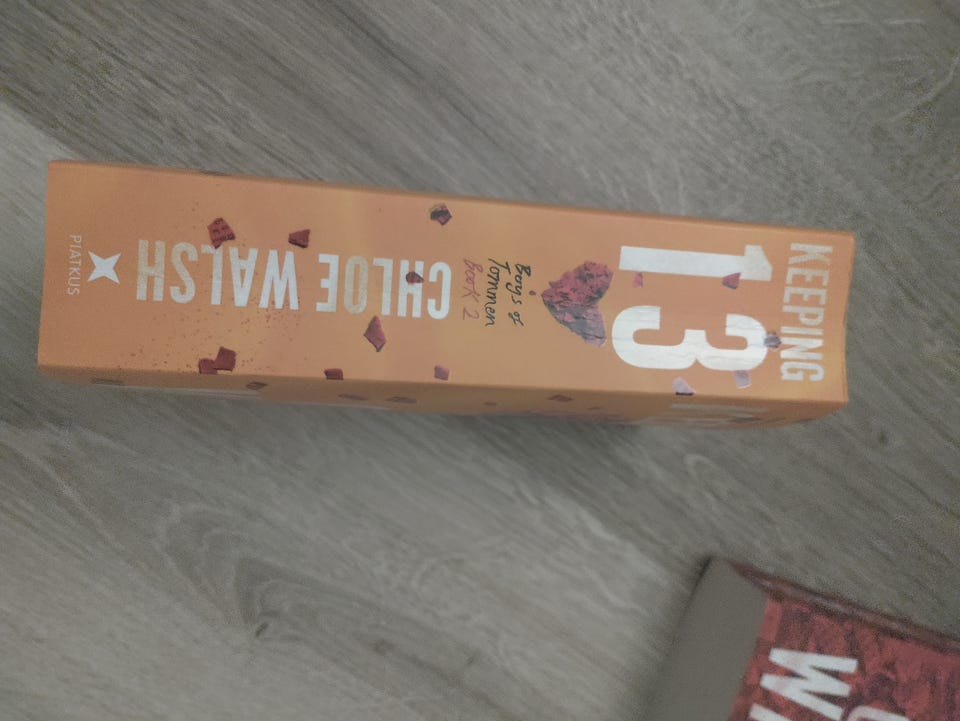 KEEPING
13
Boys of
Tommen
Book 2
CHLOE WALSH
PIATKUS